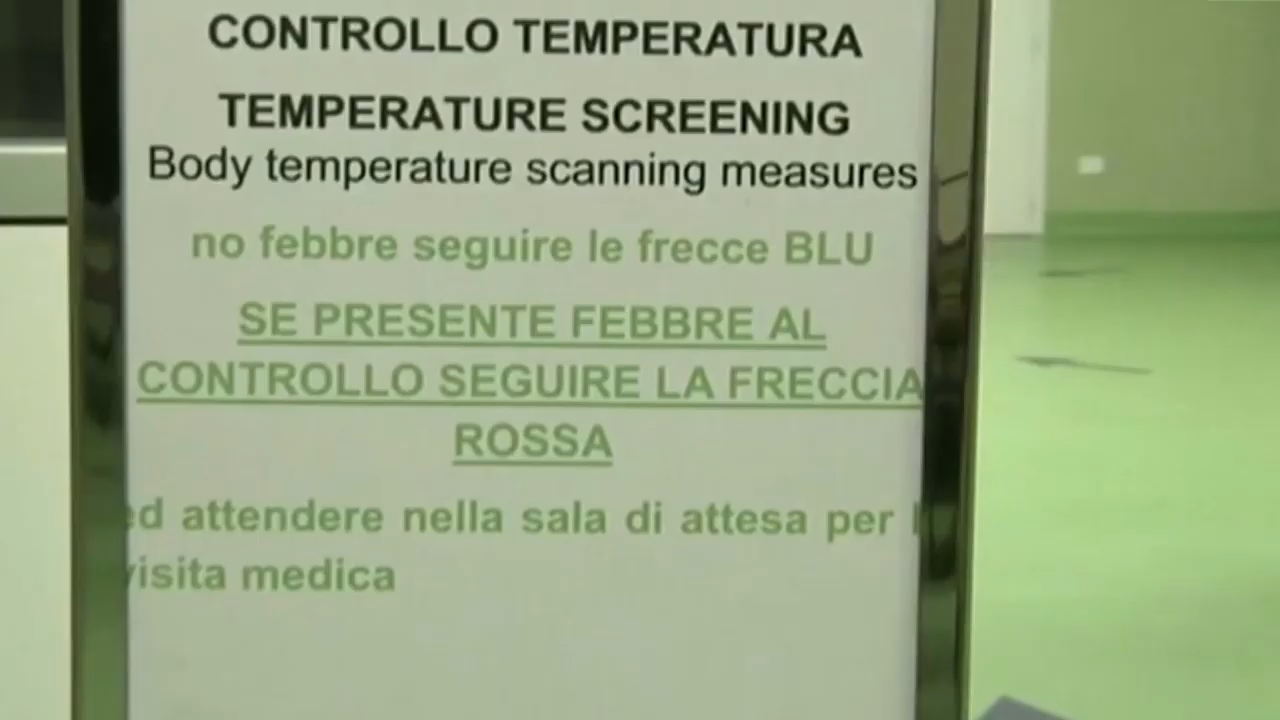 CONTROLLO TEMPERATURA
TEMPERATURE SCREENING
Body temperature scanning measures
no febbre seguire le frecce BLU
SE PRESENTE FEBBRE AL
CONTROLLO SEGUIRE LA FRECCIA
ROSSA
ed attendere nella sala di attesa per
visita medica